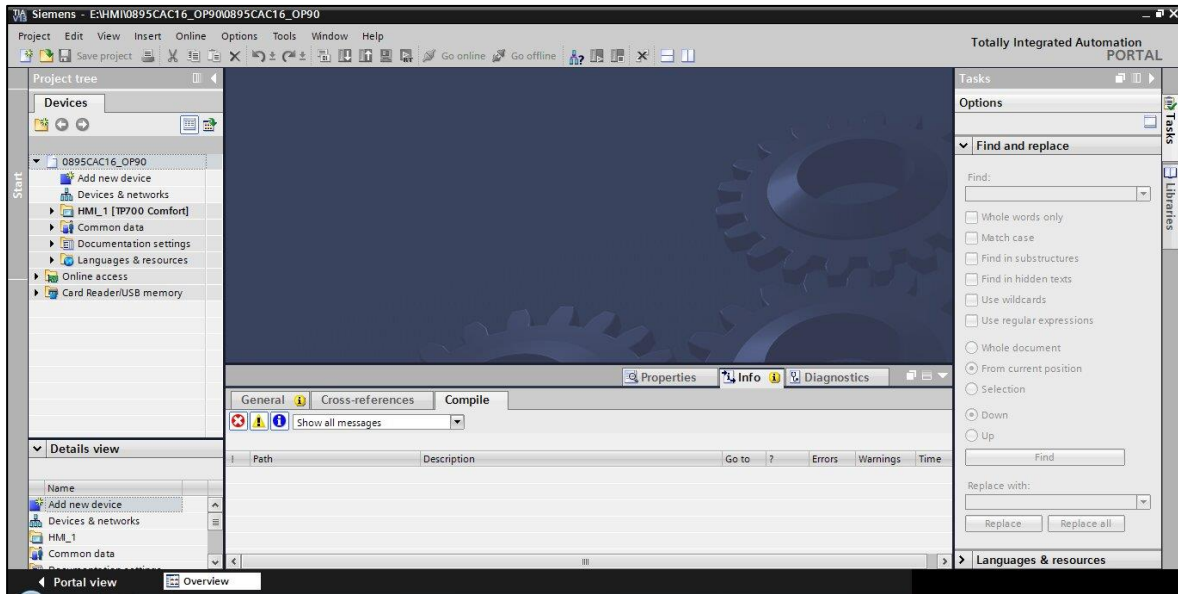 Siemens - E:\HMI\0895CAC16_OP90\0895CAC16_OP90
Project Edit View Insert Online Options Tools Window Help
Totally Integrated Automation
PORTAL
Save project
Go online
Go offline
Project tree
Devices
Start
0895CAC16_OP90
Add new device
Devices & networks
HMI_1 [TP700 Comfort]
Common data
Documentation settings
Languages & resources
Online access
Card Reader/USB memory
Details view
Name
Add new device
Devices & networks
HMI_1
Common data
Properties
Info
Diagnostics
General
Cross-references
Compile
Show all messages
! Path Description Go to ? Errors Warnings Time
Tasks
Options
Find and replace
Find:
Whole words only
Match case
Find in substructures
Find in hidden texts
Use wildcards
Use regular expressions
Whole document
From current position
Selection
Down
Up
Find
Replace with:
Replace
Replace all
Languages & resources
Tasks
Libraries
Portal view
Overview